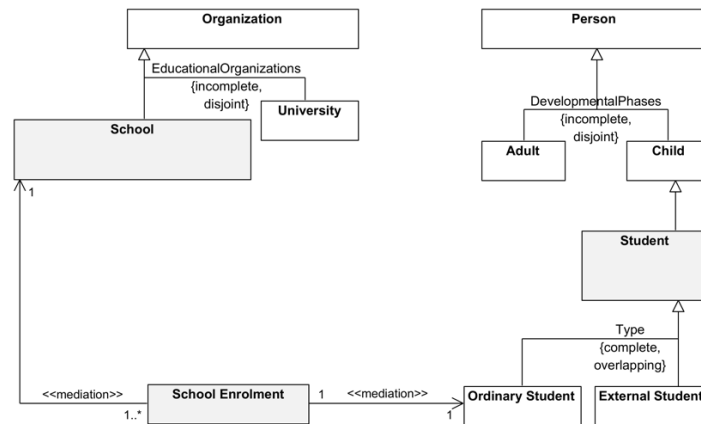 Organization
Person
EducationalOrganizations
{incomplete,
disjoint}
University
School
DevelopmentalPhases
{incomplete,
disjoint}
Adult
Child
1
Student
Type
{complete,
overlapping}
<<mediation>>
1..*
School Enrolment
1
<<mediation>>
1
Ordinary Student
External Student